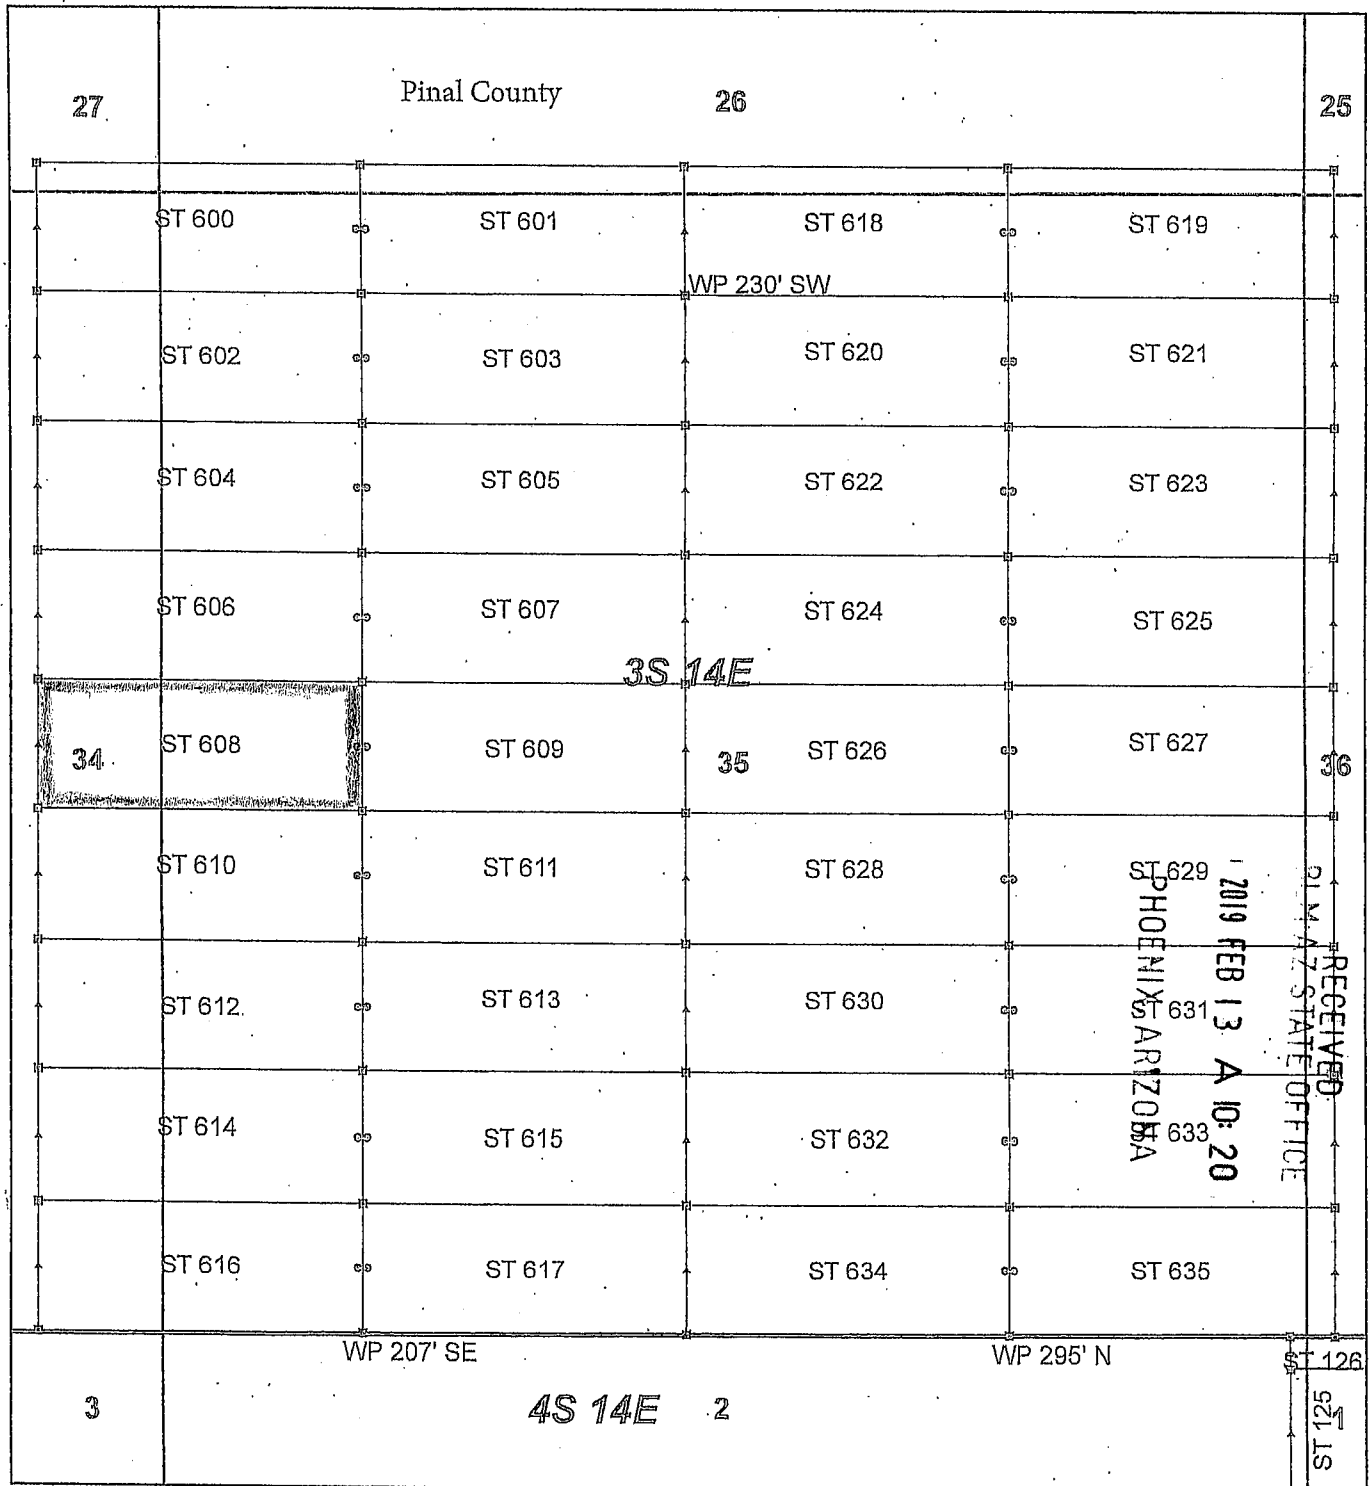 27 Pinal County 26 25
ST 600 ST 601 ST 618 ST 619
WP 230' SW
ST 602 ST 603 ST 620 ST 621
ST 604 ST 605 ST 622 ST 623
ST 606 ST 607 ST 624 ST 625
3S 14E
34 ST 608 ST 609 35 ST 626 ST 627 36
ST 610 ST 611 ST 628 ST 629
ST 612 ST 613 ST 630 ST 631
ST 614 ST 615 ST 632 633
ST 616 ST 617 ST 634 ST 635
RECEIVED
AZ STATE OFFICE
2019 FEB 13 A 10:20
PHOENIX ARIZONA
WP 207' SE WP 295' N ST 126
3 4S 14E 2 1
ST 125